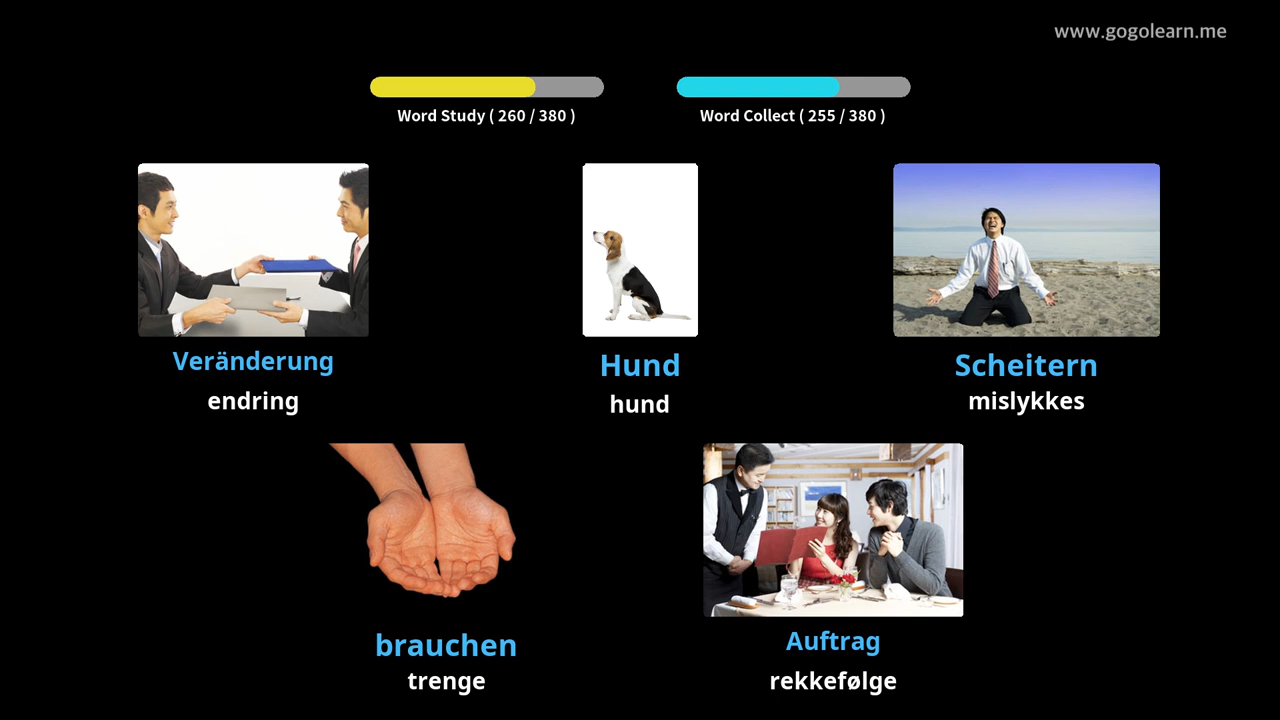 www.gogolearn.me
Word Study ( 260 / 380 )
Word Collect ( 255 / 380 )
Veränderung
endring
Hund
hund
Scheitern
mislykkes
brauchen
trenge
Auftrag
rekkefølge